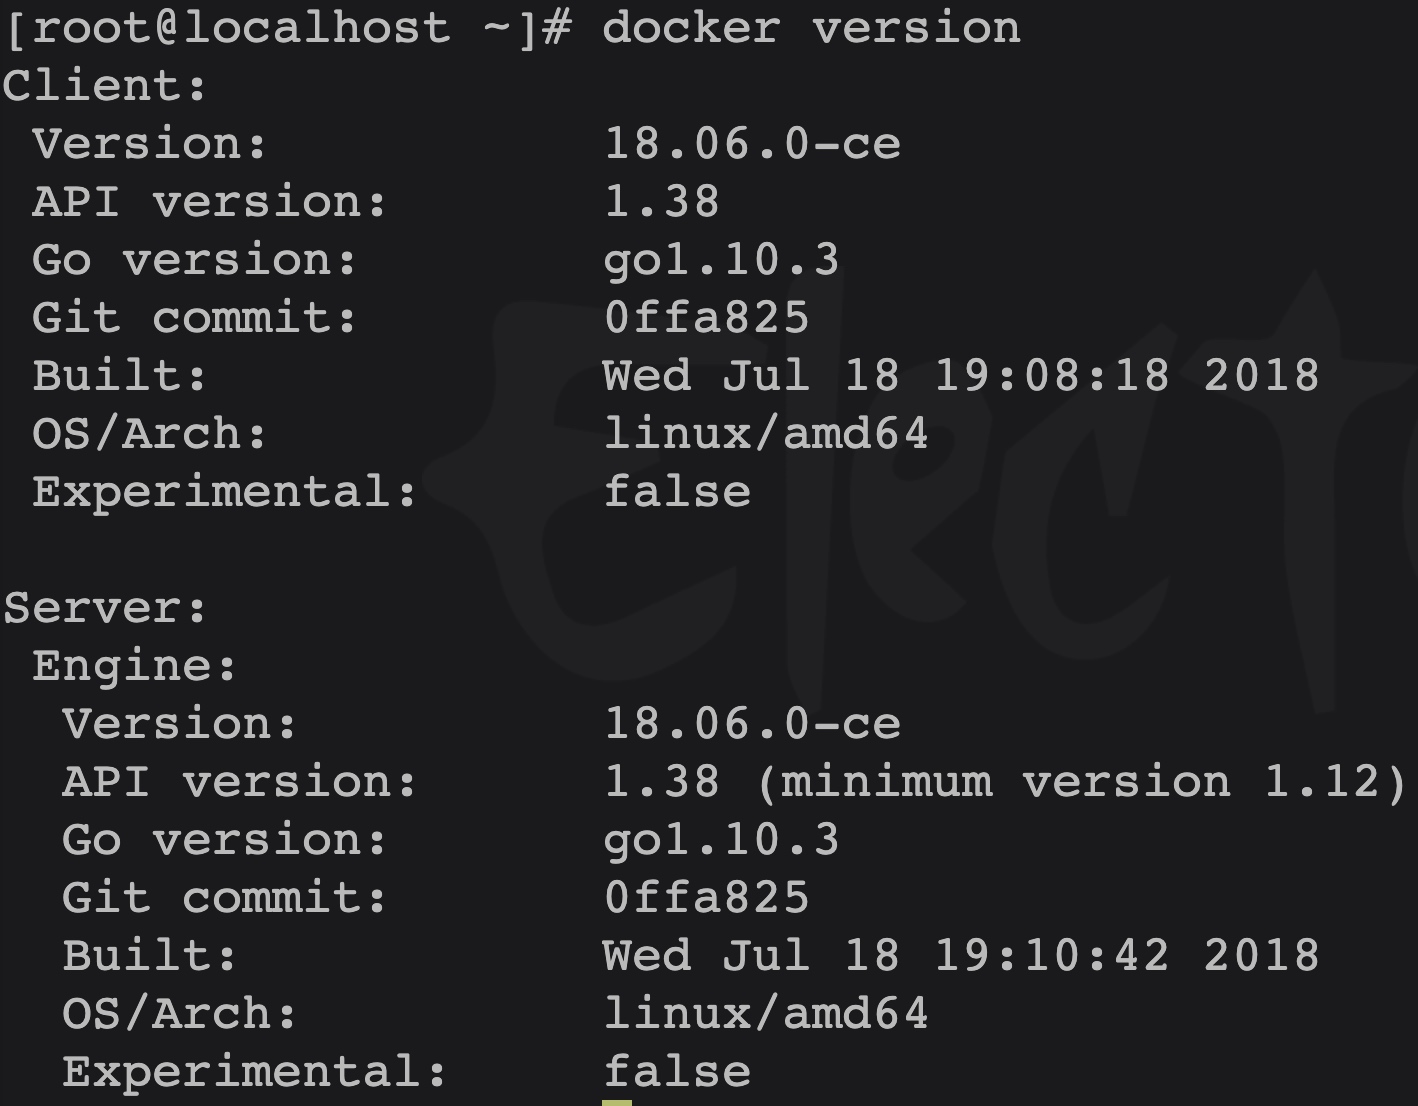 [root@localhost ~]# docker version
Client:
 Version:           18.06.0-ce
 API version:       1.38
 Go version:        go1.10.3
 Git commit:        0ffa825
 Built:             Wed Jul 18 19:08:18 2018
 OS/Arch:           linux/amd64
 Experimental:      false

Server:
 Engine:
  Version:          18.06.0-ce
  API version:      1.38 (minimum version 1.12)
  Go version:       go1.10.3
  Git commit:       0ffa825
  Built:            Wed Jul 18 19:10:42 2018
  OS/Arch:          linux/amd64
  Experimental:     false